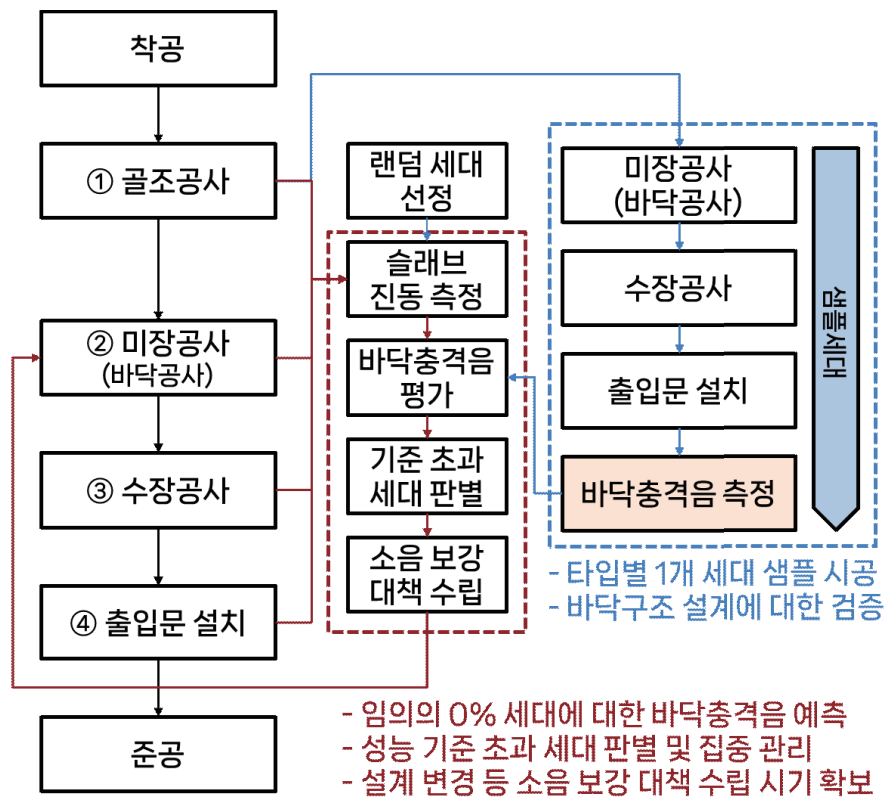 착공
① 골조공사
② 미장공사
(바닥공사)
③ 수장공사
④ 출입문 설치
준공
랜덤 세대
선정
슬래브
진동 측정
바닥충격음
평가
기준 초과
세대 판별
소음 보강
대책 수립
미장공사
(바닥공사)
수장공사
출입문 설치
바닥충격음 측정
샘플세대
- 타입별 1개 세대 샘플 시공
- 바닥구조 설계에 대한 검증
- 임의의 0% 세대에 대한 바닥충격음 예측
- 성능 기준 초과 세대 판별 및 집중 관리
- 설계 변경 등 소음 보강 대책 수립 시기 확보